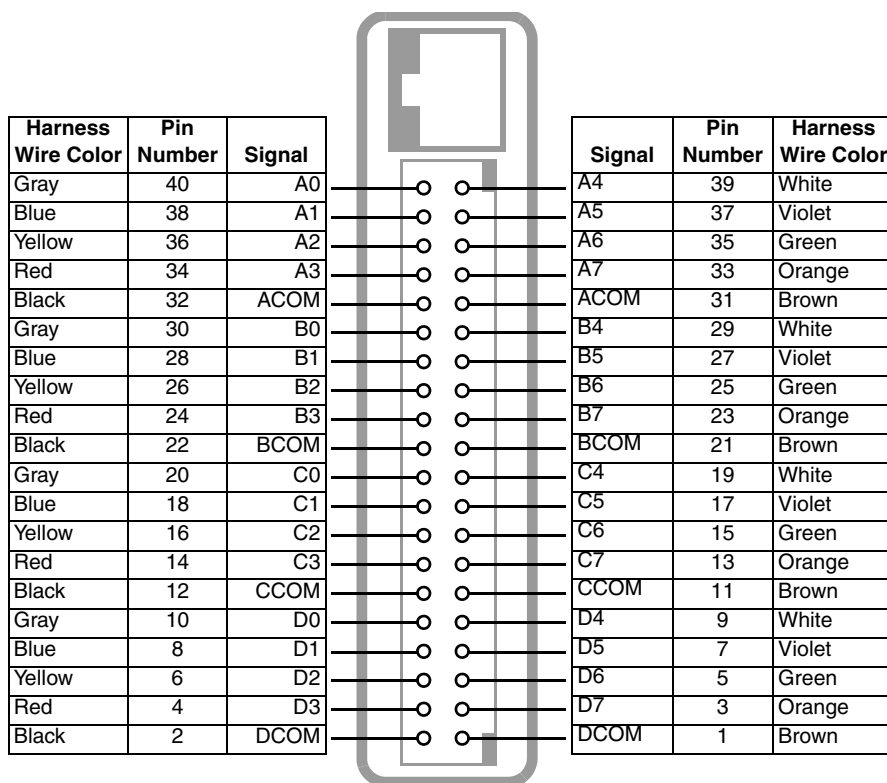 Harness Wire Color Pin Number Signal
Gray 40 A0
Blue 38 A1
Yellow 36 A2
Red 34 A3
Black 32 ACOM
Gray 30 B0
Blue 28 B1
Yellow 26 B2
Red 24 B3
Black 22 BCOM
Gray 20 C0
Blue 18 C1
Yellow 16 C2
Red 14 C3
Black 12 CCOM
Gray 10 D0
Blue 8 D1
Yellow 6 D2
Red 4 D3
Black 2 DCOM
Signal Pin Number Harness Wire Color
A4 39 White
A5 37 Violet
A6 35 Green
A7 33 Orange
ACOM 31 Brown
B4 29 White
B5 27 Violet
B6 25 Green
B7 23 Orange
BCOM 21 Brown
C4 19 White
C5 17 Violet
C6 15 Green
C7 13 Orange
CCOM 11 Brown
D4 9 White
D5 7 Violet
D6 5 Green
D7 3 Orange
DCOM 1 Brown